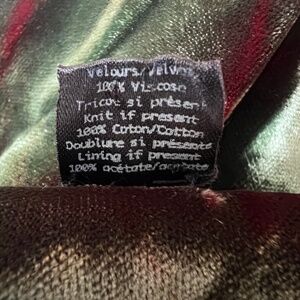 Velours/Velvet
100% Viscose
Tricot si présent
Knit if present
100% Coton/Cotton
Doublure si présente
Lining if present
100% acétate/acetate